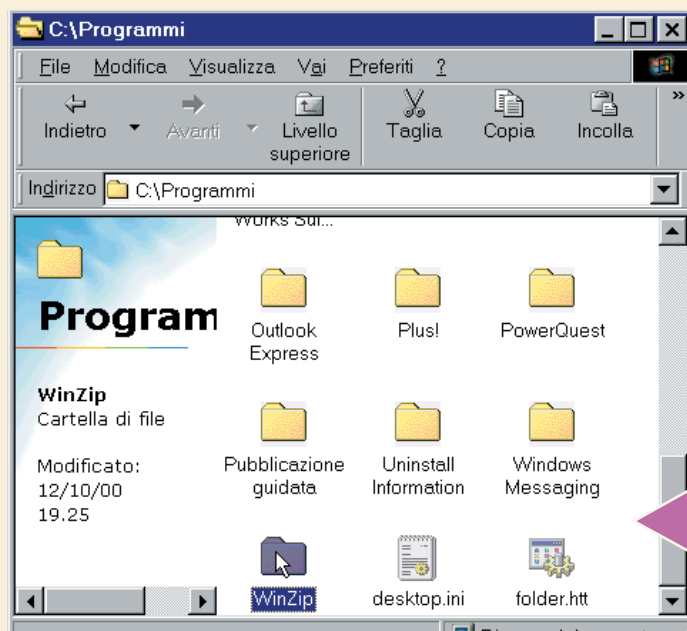 C:\Programmi
File Modifica Visualizza Vai Preferiti ?
Indietro Avanti Livello superiore Taglia Copia Incolla »
Indirizzo C:\Programmi
Works Sui...
Program
WinZip
Cartella di file
Modificato:
12/10/00
19.25
Outlook Express
Plus!
PowerQuest
Pubblicazione guidata
Uninstall Information
Windows Messaging
WinZip
desktop.ini
folder.htt